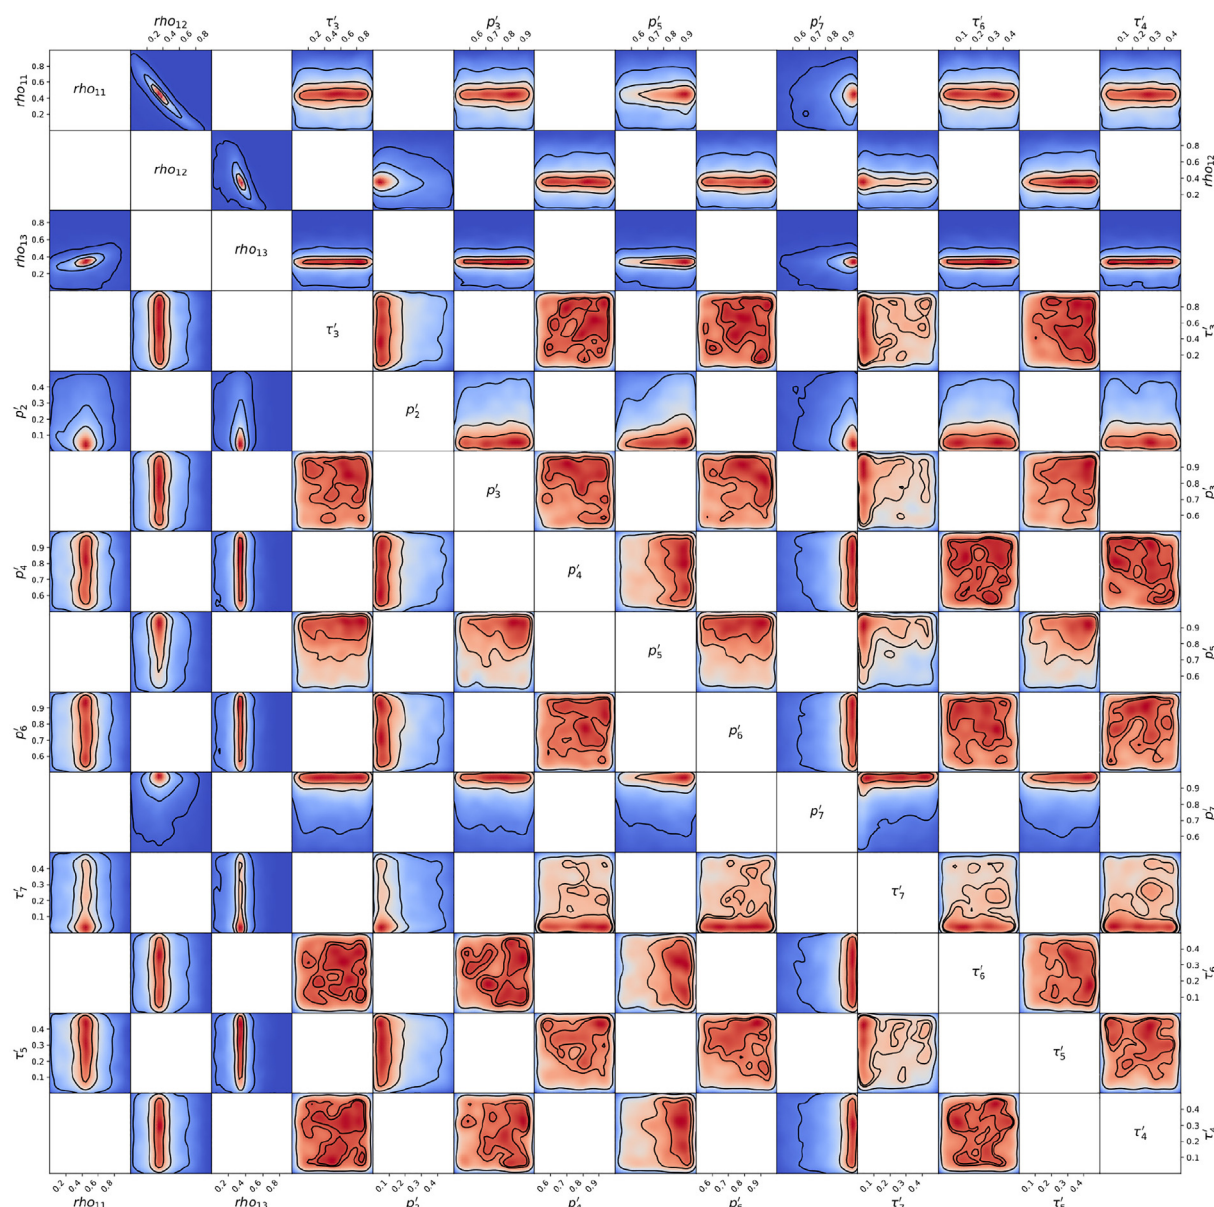 rho₁₂ τ′₃ p′₃ p′₅ p′₇ τ′₆ τ′₄
0.2 0.4 0.6 0.8 0.2 0.4 0.6 0.8 0.6 0.7 0.8 0.9 0.6 0.7 0.8 0.9 0.6 0.7 0.8 0.9 0.1 0.2 0.3 0.4 0.1 0.2 0.3 0.4
rho₁₁ 0.8 0.6 0.4 0.2 rho₁₁
rho₁₂ 0.8 0.6 0.4 0.2 rho₁₂
rho₁₃ 0.8 0.6 0.4 0.2 rho₁₃
τ′₃ 0.8 0.6 0.4 0.2 τ′₃
p′₂ 0.4 0.3 0.2 0.1 p′₂
p′₃ 0.9 0.8 0.7 0.6 p′₃
p′₄ 0.9 0.8 0.7 0.6 p′₄
p′₅ 0.9 0.8 0.7 0.6 p′₅
p′₆ 0.9 0.8 0.7 0.6 p′₆
p′₇ 0.9 0.8 0.7 0.6 p′₇
τ′₇ 0.4 0.3 0.2 0.1 τ′₇
τ′₆ 0.4 0.3 0.2 0.1 τ′₆
τ′₅ 0.4 0.3 0.2 0.1 τ′₅
τ′₄ 0.4 0.3 0.2 0.1 τ′₄
0.2 0.4 0.6 0.8 0.2 0.4 0.6 0.8 0.1 0.2 0.3 0.4 0.6 0.7 0.8 0.9 0.6 0.7 0.8 0.9 0.1 0.2 0.3 0.4 0.1 0.2 0.3 0.4
rho₁₁ rho₁₃ p′₂ p′₄ p′₆ τ′₇ τ′₅